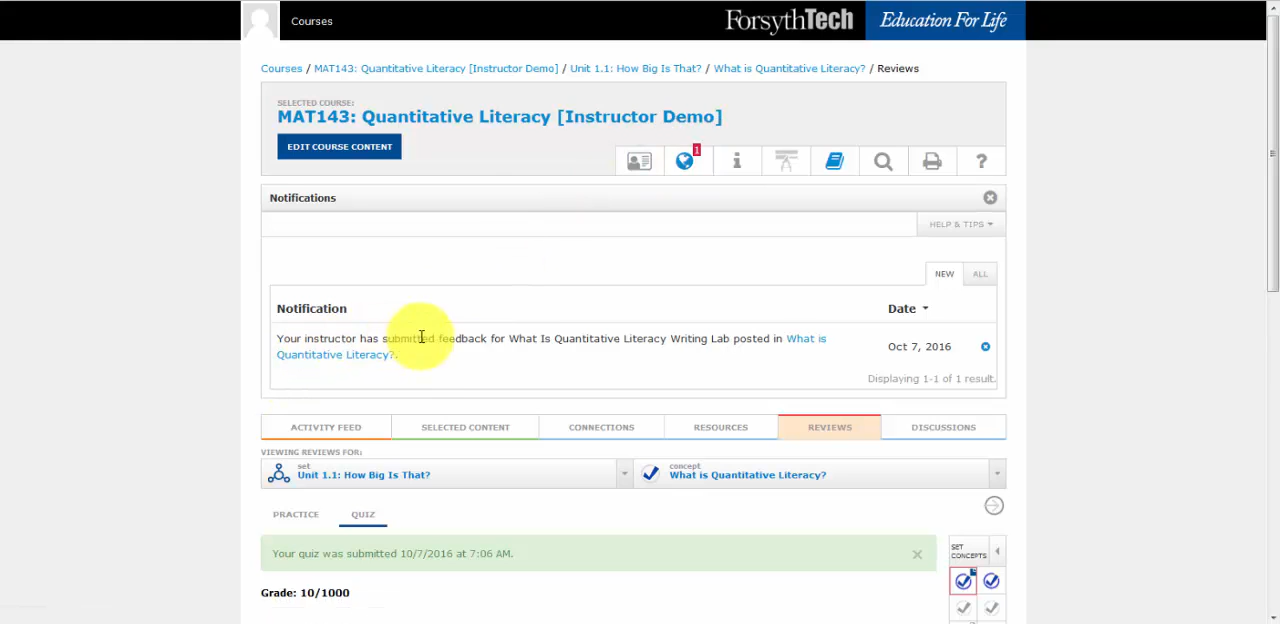 Courses
ForsythTech
Education For Life
Courses / MAT143: Quantitative Literacy [Instructor Demo] / Unit 1.1: How Big Is That? / What is Quantitative Literacy? / Reviews
SELECTED COURSE:
MAT143: Quantitative Literacy [Instructor Demo]
EDIT COURSE CONTENT
1
i
?
Notifications
HELP & TIPS
NEW
ALL
Notification
Date
Your instructor has submitted feedback for What Is Quantitative Literacy Writing Lab posted in What is
Quantitative Literacy?.
Oct 7, 2016
Displaying 1-1 of 1 result.
ACTIVITY FEED
SELECTED CONTENT
CONNECTIONS
RESOURCES
REVIEWS
DISCUSSIONS
VIEWING REVIEWS FOR:
set
Unit 1.1: How Big Is That?
concept
What is Quantitative Literacy?
PRACTICE
QUIZ
Your quiz was submitted 10/7/2016 at 7:06 AM.
SET
CONCEPTS
Grade: 10/1000